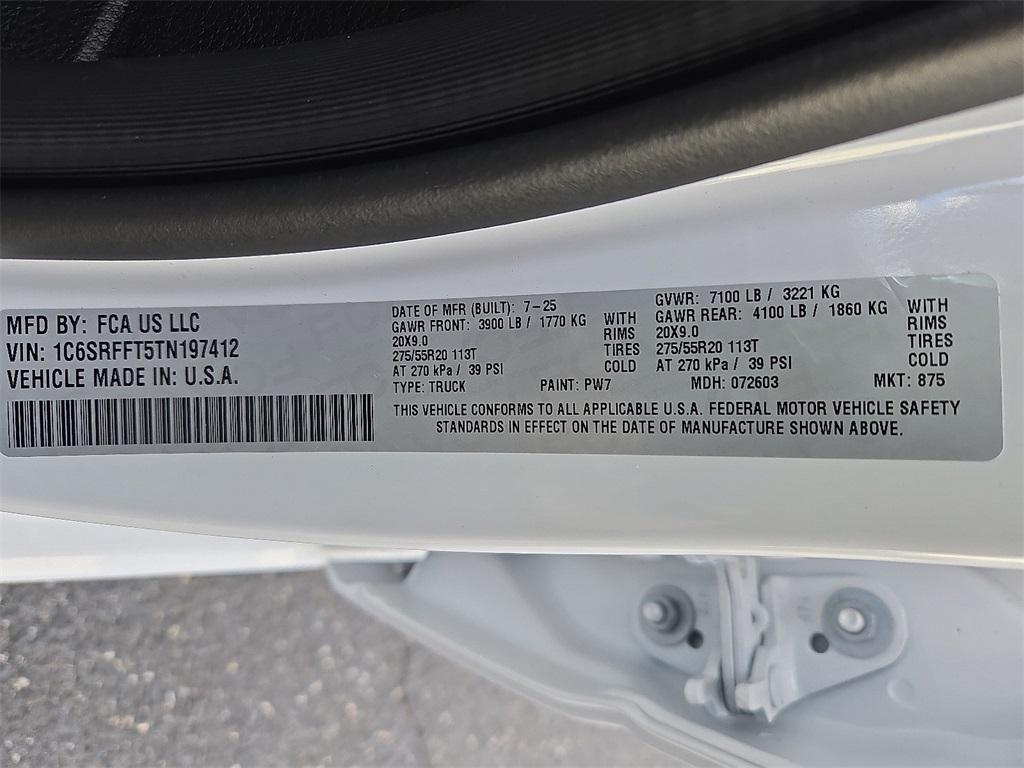 MFD BY: FCA US LLC
VIN: 1C6SRFFT5TN197412
VEHICLE MADE IN: U.S.A.
DATE OF MFR (BUILT): 7-25
GAWR FRONT: 3900 LB / 1770 KG WITH
20X9.0 RIMS
275/55R20 113T TIRES
AT 270 kPa / 39 PSI COLD
TYPE: TRUCK PAINT: PW7
GVWR: 7100 LB / 3221 KG
GAWR REAR: 4100 LB / 1860 KG WITH
20X9.0 RIMS
275/55R20 113T TIRES
AT 270 kPa / 39 PSI COLD
MDH: 072603 MKT: 875
THIS VEHICLE CONFORMS TO ALL APPLICABLE U.S.A. FEDERAL MOTOR VEHICLE SAFETY
STANDARDS IN EFFECT ON THE DATE OF MANUFACTURE SHOWN ABOVE.